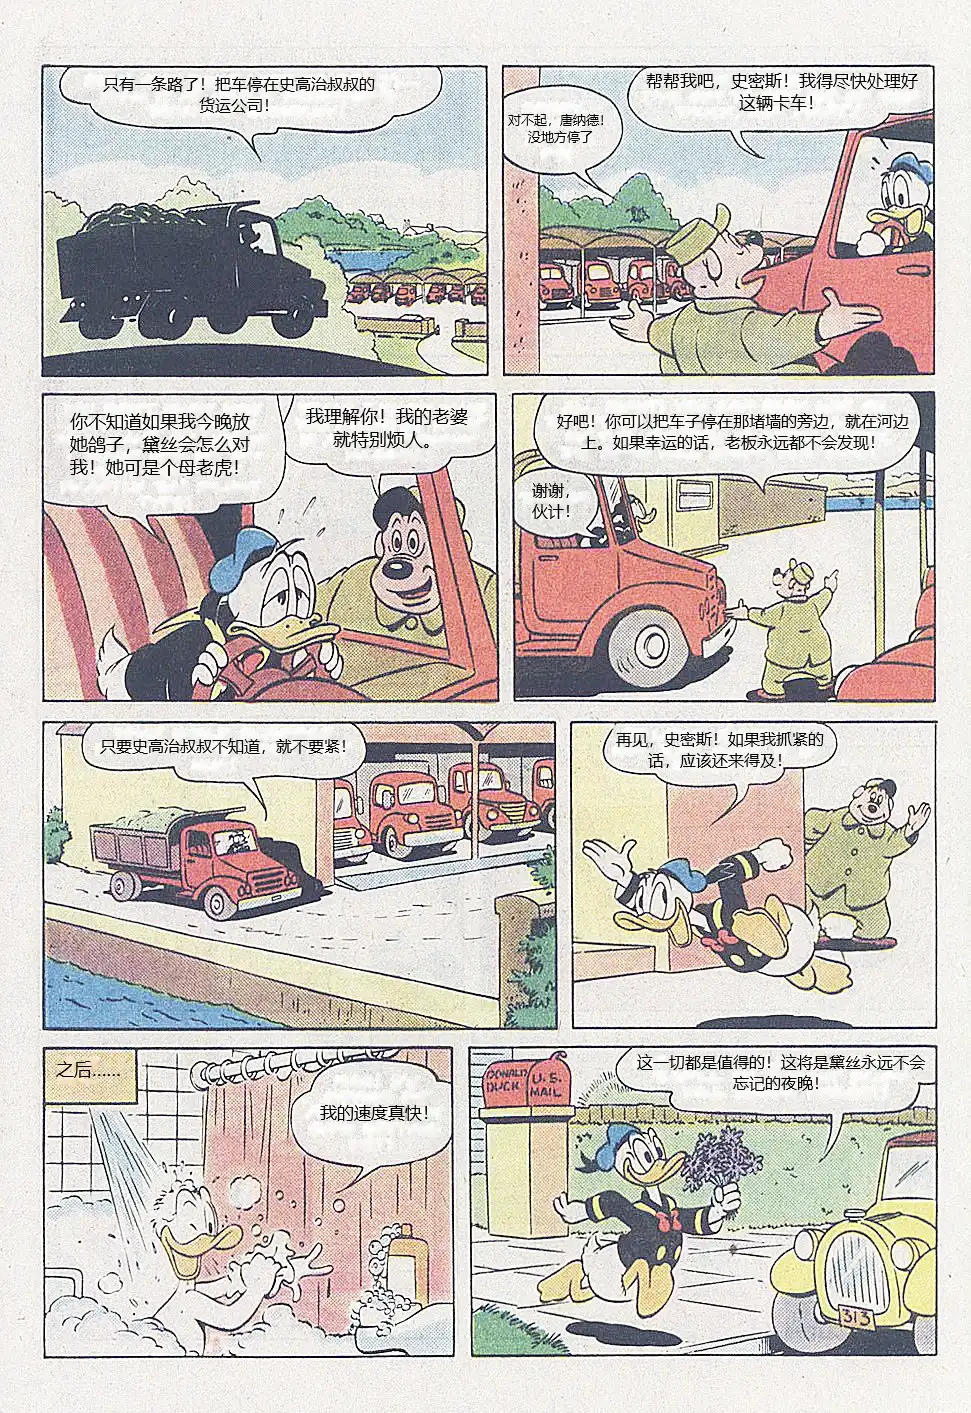 只有一条路了！把车停在史高治叔叔的
货运公司！
对不起，唐纳德！
没地方停了
帮帮我吧，史密斯！我得尽快处理好
这辆卡车！
你不知道如果我今晚放
她鸽子，黛丝会怎么对
我！她可是个母老虎！
我理解你！我的老婆
就特别烦人。
好吧！你可以把车子停在那堵墙的旁边，就在河边
上。如果幸运的话，老板永远都不会发现！
谢谢，
伙计！
只要史高治叔叔不知道，就不要紧！
再见，史密斯！如果我抓紧的
话，应该还来得及！
之后……
我的速度真快！
DONALD
DUCK
U.S.
MAIL
这一切都是值得的！这将是黛丝永远不会
忘记的夜晚！
313